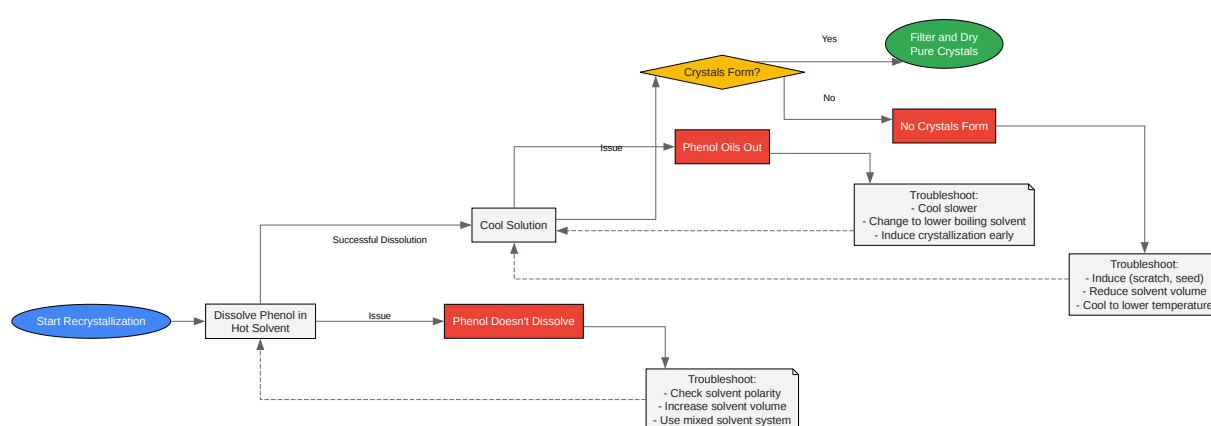 Start Recrystallization
Dissolve Phenol in
Hot Solvent
Successful Dissolution
Issue
Phenol Doesn't Dissolve
Troubleshoot:
- Check solvent polarity
- Increase solvent volume
- Use mixed solvent system
Cool Solution
Issue
Phenol Oils Out
Troubleshoot:
- Cool slower
- Change to lower boiling solvent
- Induce crystallization early
Crystals Form?
Yes
Filter and Dry
Pure Crystals
No
No Crystals Form
Troubleshoot:
- Induce (scratch, seed)
- Reduce solvent volume
- Cool to lower temperature